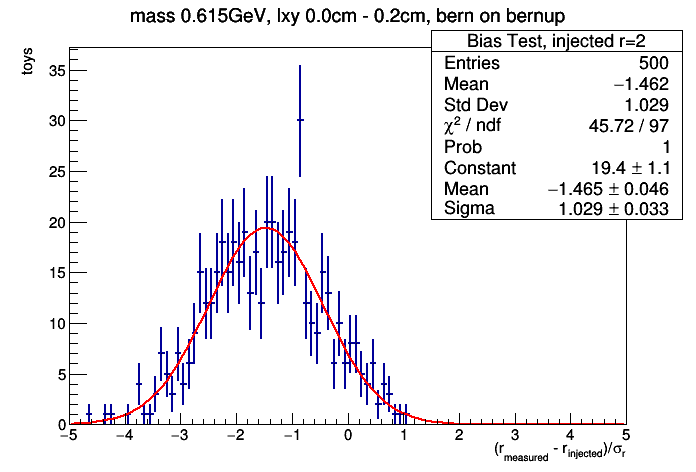 mass 0.615GeV, lxy 0.0cm - 0.2cm, bern on bernup
Bias Test, injected r=2
Entries 500
Mean −1.462
Std Dev 1.029
χ² / ndf 45.72 / 97
Prob 1
Constant 19.4 ± 1.1
Mean −1.465 ± 0.046
Sigma 1.029 ± 0.033
toys
35
30
25
20
15
10
5
0
−5 −4 −3 −2 −1 0 1 2 3 4 5
(r_measured - r_injected)/σ_r